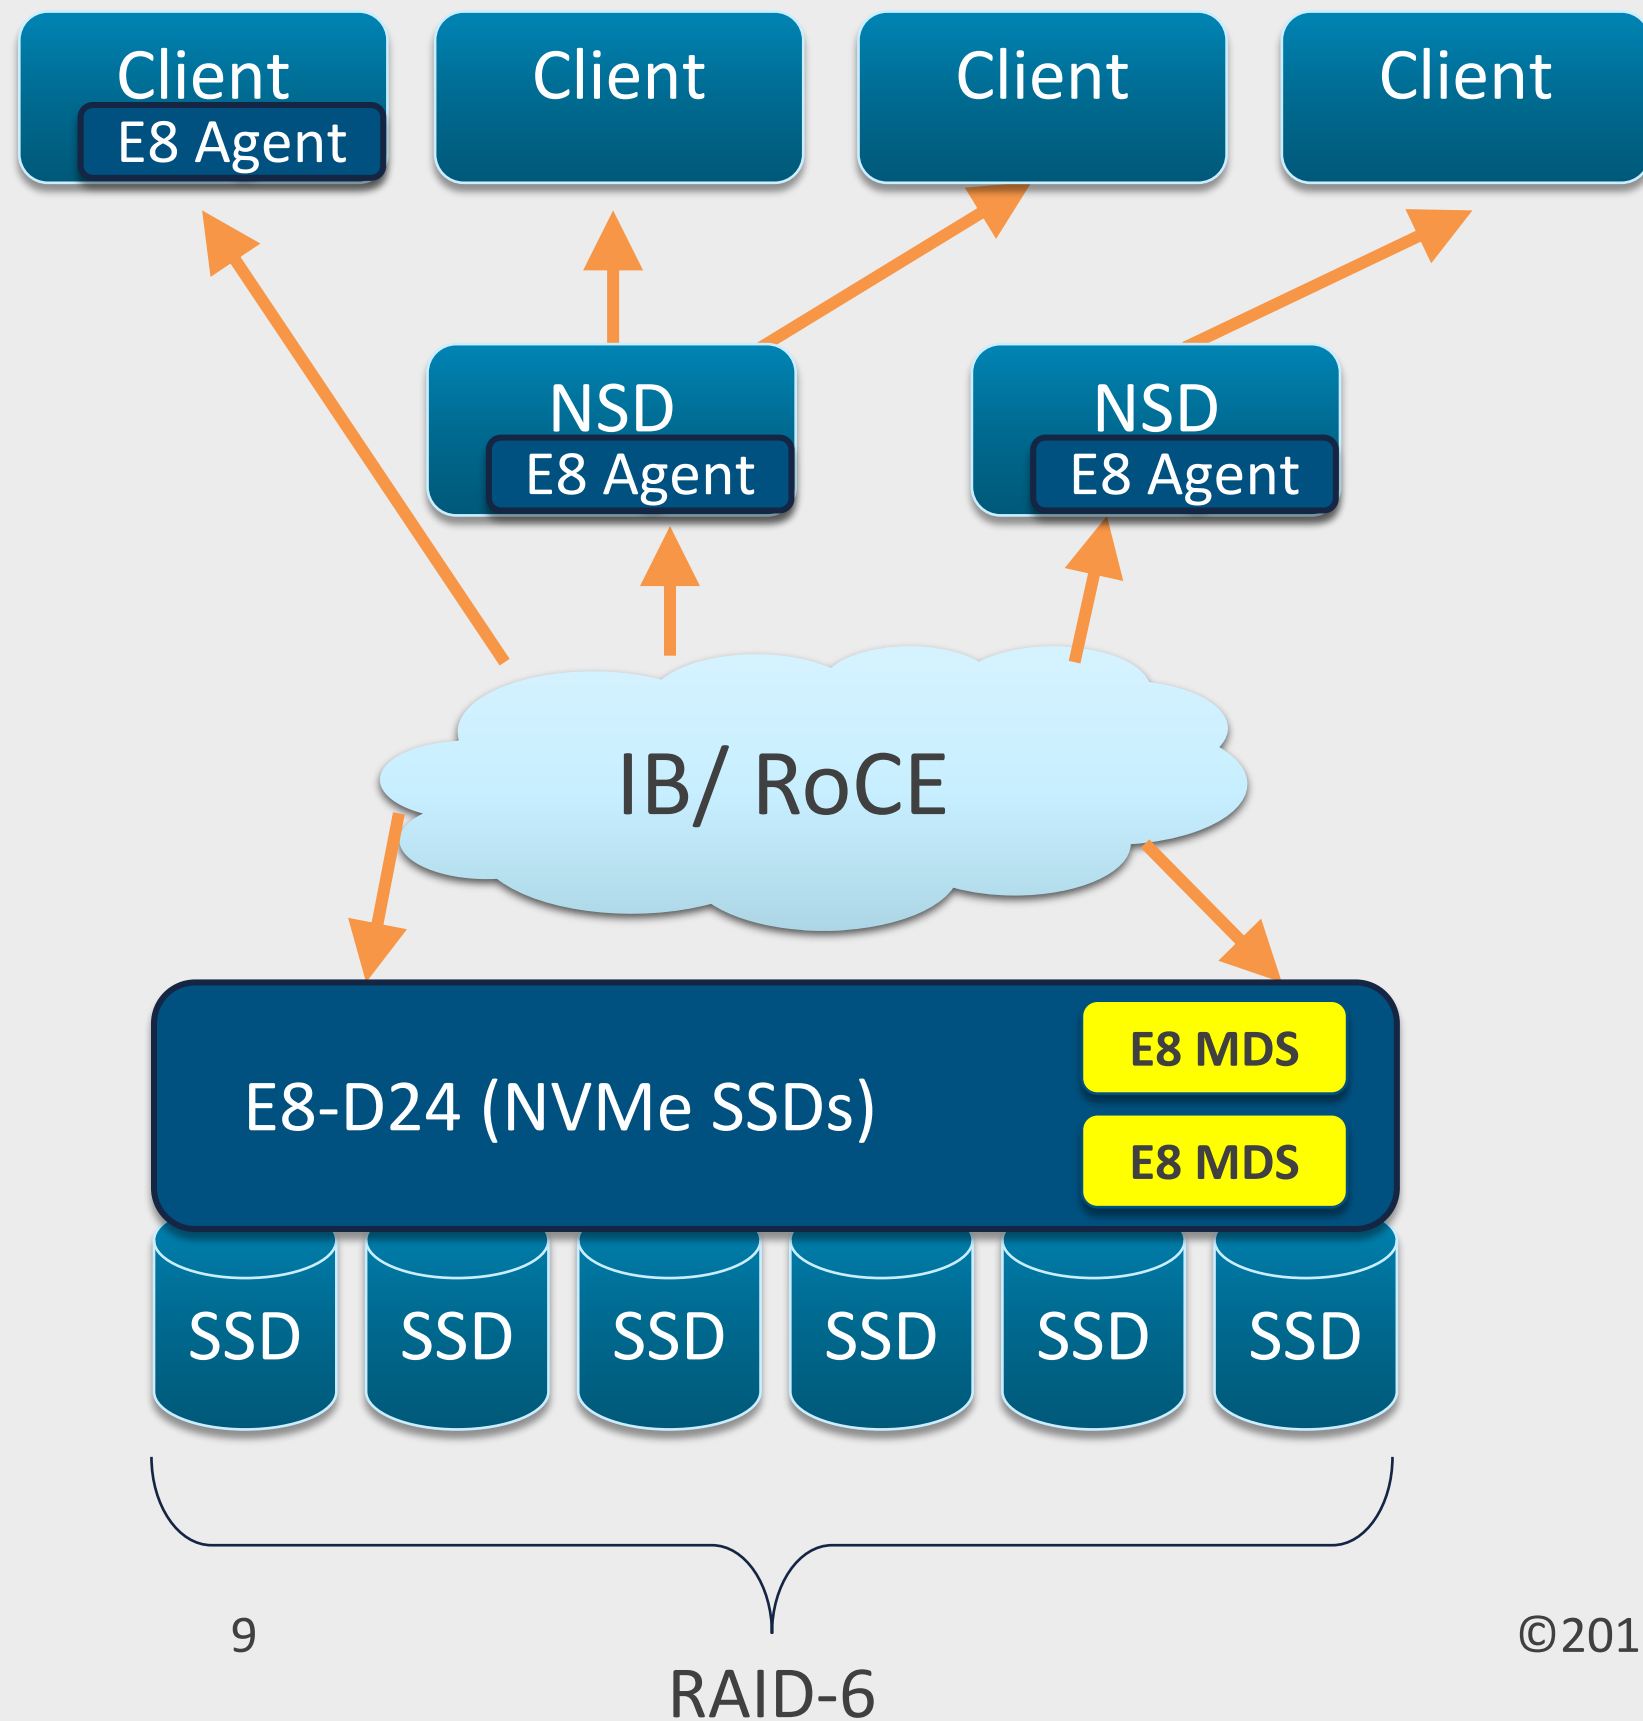 Client
E8 Agent
Client
Client
Client
NSD
E8 Agent
NSD
E8 Agent
IB/ RoCE
E8-D24 (NVMe SSDs)
E8 MDS
E8 MDS
SSD
SSD
SSD
SSD
SSD
SSD
9
©201
RAID-6